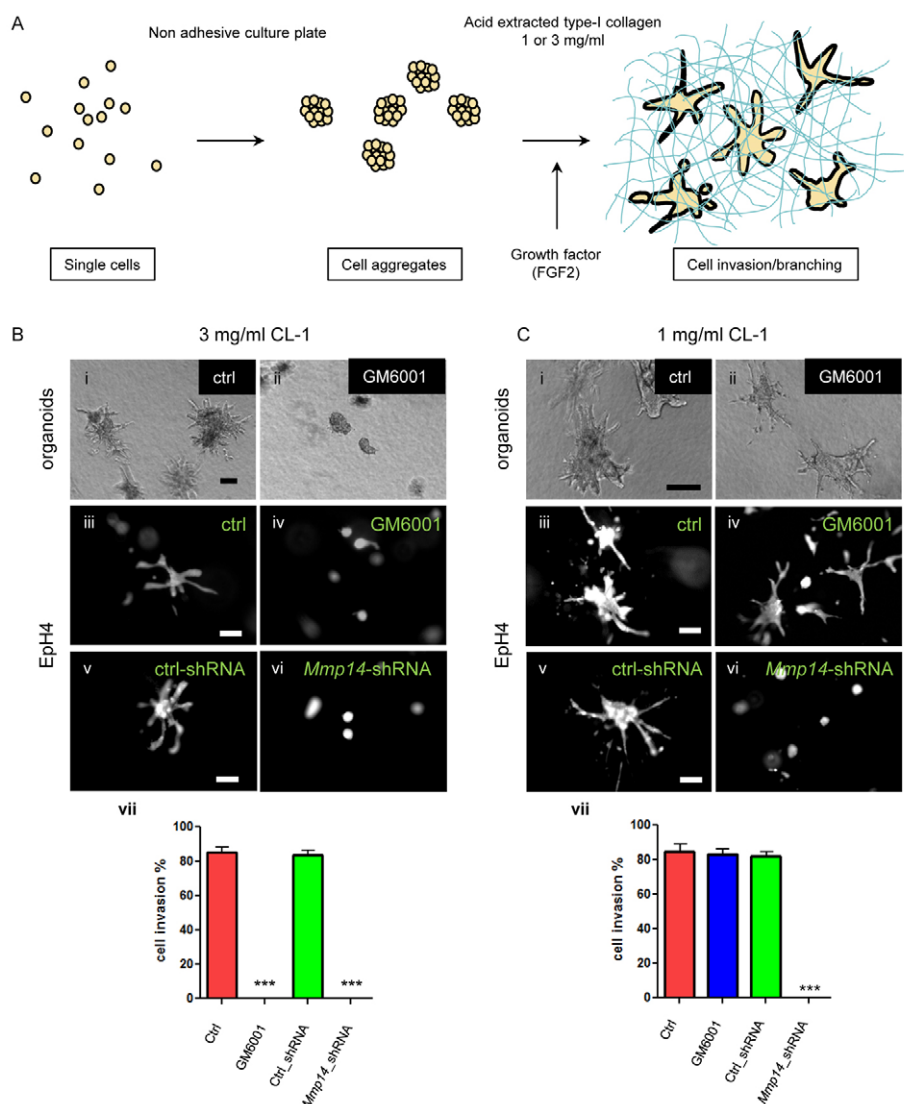 A
Non adhesive culture plate
Acid extracted type-I collagen
1 or 3 mg/ml
Single cells
Cell aggregates
Growth factor
(FGF2)
Cell invasion/branching
B
3 mg/ml CL-1
organoids
i
ctrl
ii
GM6001
EpH4
iii
ctrl
iv
GM6001
v
ctrl-shRNA
vi
Mmp14-shRNA
vii
cell invasion %
100
80
60
40
20
0
***
***
Ctrl
GM6001
Ctrl_shRNA
Mmp14_shRNA
C
1 mg/ml CL-1
organoids
i
ctrl
ii
GM6001
EpH4
iii
ctrl
iv
GM6001
v
ctrl-shRNA
vi
Mmp14-shRNA
vii
cell invasion %
100
80
60
40
20
0
***
Ctrl
GM6001
Ctrl_shRNA
Mmp14_shRNA